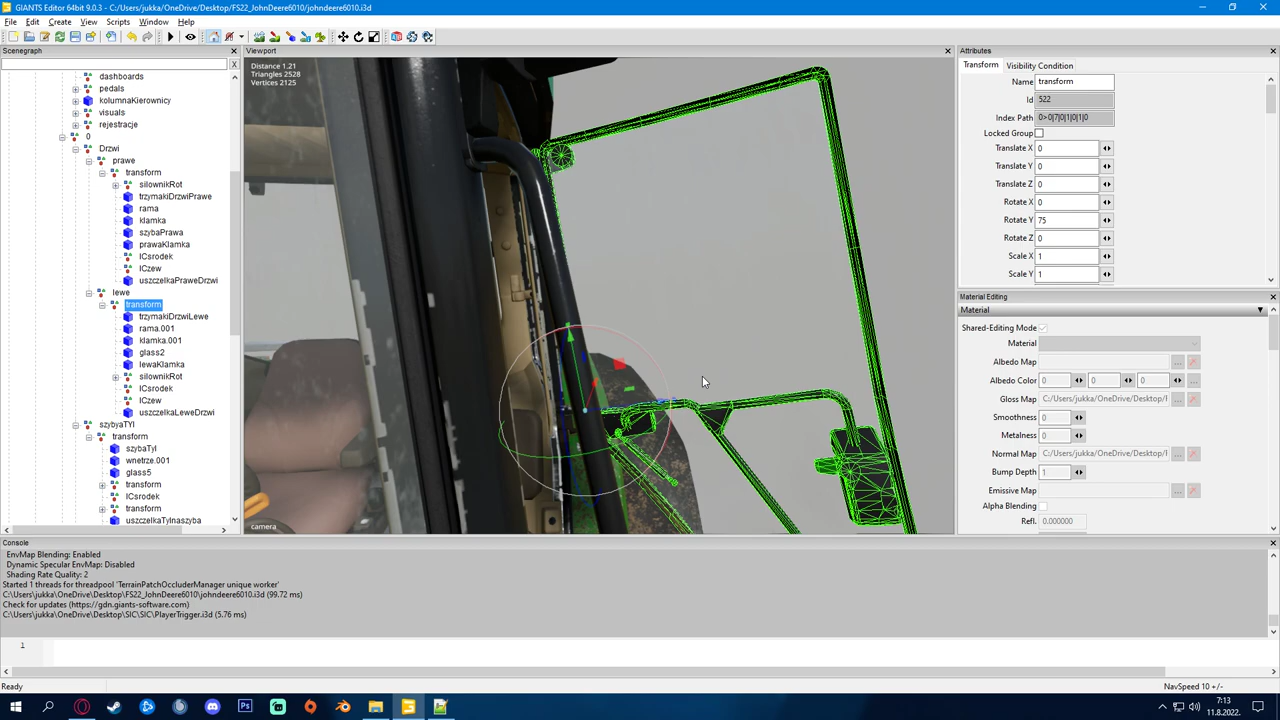 GIANTS Editor 64bit 9.0.3 - C:/Users/jukka/OneDrive/Desktop/FS22_JohnDeere6010/johndeere6010.i3d
File Edit Create View Scripts Window Help
Scenegraph
Viewport
Attributes
X
dashboards
pedals
kolumnaKierownicy
visuals
rejestracje
0
Drzwi
prawe
transform
silownikRot
trzymakiDrzwiPrawe
rama
klamka
szybaPrawa
prawaKlamka
ICsrodek
ICzew
uszczelkaPraweDrzwi
lewe
transform
trzymakiDrzwiLewe
rama.001
klamka.001
glass2
lewaKlamka
silownikRot
ICsrodek
ICzew
uszczelkaLeweDrzwi
szybyaTYl
transform
szybaTyl
wnetrze.001
glass5
transform
ICsrodek
transform
uszczelkaTylnaszyba
Distance 1.21
Triangles 2528
Vertices 2125
camera
Transform Visibility Condition
Name transform
Id 522
Index Path 0>0|7|0|1|0|1|0
Locked Group
Translate X 0
Translate Y 0
Translate Z 0
Rotate X 0
Rotate Y 75
Rotate Z 0
Scale X 1
Scale Y 1
Material Editing
Material
Shared-Editing Mode
Material
Albedo Map ...
Albedo Color 0 0 0 ...
Gloss Map C:/Users/jukka/OneDrive/Desktop/F ...
Smoothness 0
Metalness 0
Normal Map C:/Users/jukka/OneDrive/Desktop/F ...
Bump Depth 1
Emissive Map ...
Alpha Blending
Refl. 0.000000
Console
EnvMap Blending: Enabled
Dynamic Specular EnvMap: Disabled
Shading Rate Quality: 2
Started 1 threads for threadpool 'TerrainPatchOccluderManager unique worker'
C:/Users/jukka/OneDrive/Desktop/FS22_JohnDeere6010/johndeere6010.i3d (99.72 ms)
Check for updates (https://gdn.giants-software.com)
C:/Users/jukka/OneDrive/Desktop/SIC/SIC/PlayerTrigger.i3d (5.76 ms)
1
Ready
NavSpeed 10 +/-
7:13
11.8.2022.